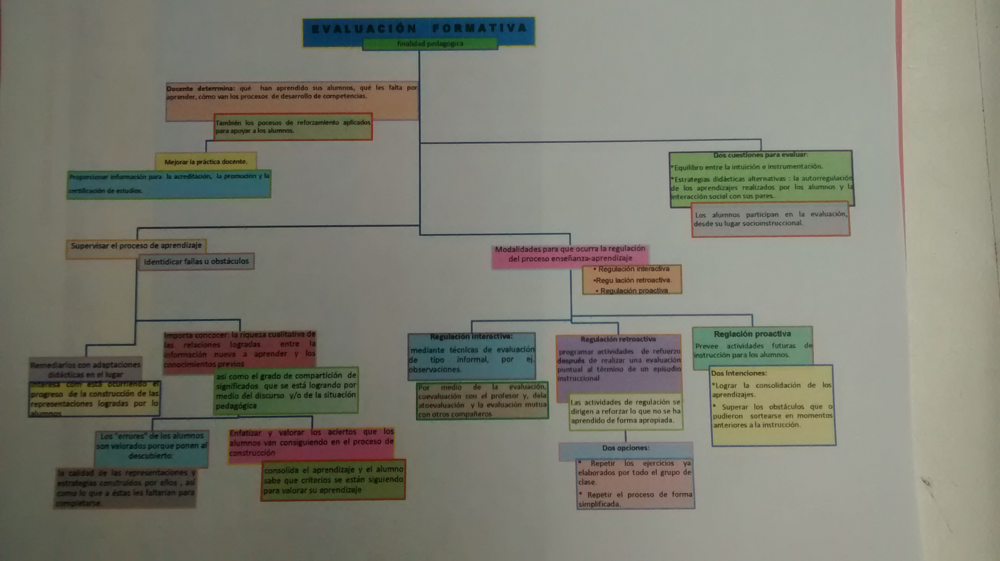 EVALUACIÓN FORMATIVA
finalidad pedagógica
Docente determina: qué han aprendido sus alumnos, qué les falta por
aprender, cómo van los procesos de desarrollo de competencias.
También los pocesos de reforzamiento aplicados
para apoyar a los alumnos.
Mejorar la práctica docente.
Proporcionar información para la acreditación, la promoción y la
certificación de estudios.
Dos cuestiones para evaluar:
*Equilibro entre la intuición e instrumentación.
*Estrategias didácticas alternativas : la autorregulación
de los aprendizajes realizados por los alumnos y la
interacción social con sus pares.
Los alumnos participan en la evaluación,
desde su lugar socioinstruccional.
Supervisar el proceso de aprendizaje
Identidicar fallas u obstáculos
Modalidades para que ocurra la regulación
del proceso enseñanza-aprendizaje
• Regulación interactiva
•Regu lación retroactiva.
• Regulación proactiva
Remediarlos con adaptaciones
didácticas en el lugar
Interesa cóm está ocurriendo el
progreso de la construcción de las
representaciones logradas por lo
alumnos
Importa concocer: la riqueza cualitativa de
las relaciones logradas entre la
información nueva a aprender y los
conocimientos previos
así como el grado de compartición de
significados que se está logrando por
medio del discurso y/o de la situación
pedagógica
Los "errores" de los alumnos
son valorados porque ponen al
descubierto:
la calidad de las representaciones y
estrategias construidos por ellos , así
como lo que a éstas les faltarían para
completarse.
Enfatizar y valorar los aciertos que los
alumnos van consiguiendo en el proceso de
construcción
consolida el aprendizaje y el alumno
sabe que criterios se están siguiendo
para valorar su aprendizaje
Regulación interactiva:
mediante técnicas de evaluación
de tipo informal, por ej.
observaciones.
Por medio de la evaluación,
coevaluación con el profesor y, dela
atoevaluación y la evaluación mutua
con otros compañeros
Regulación retroactiva
programar actividades de refuerzo
después de realizar una evaluación
puntual al término de un episodio
instruccional
Las actividades de regulación se
dirigen a reforzar lo que no se ha
aprendido de forma apropiada.
Dos opciones:
* Repetir los ejercicios ya
elaborados por todo el grupo de
clase.
* Repetir el proceso de forma
simplificada.
Reglación proactiva
Prevee actividades futuras de
instrucción para los alumnos.
Dos Intenciones:
*Lograr la consolidación de los
aprendizajes.
* Superar los obstáculos que o
pudieron sortearse en momentos
anteriores a la instrucción.